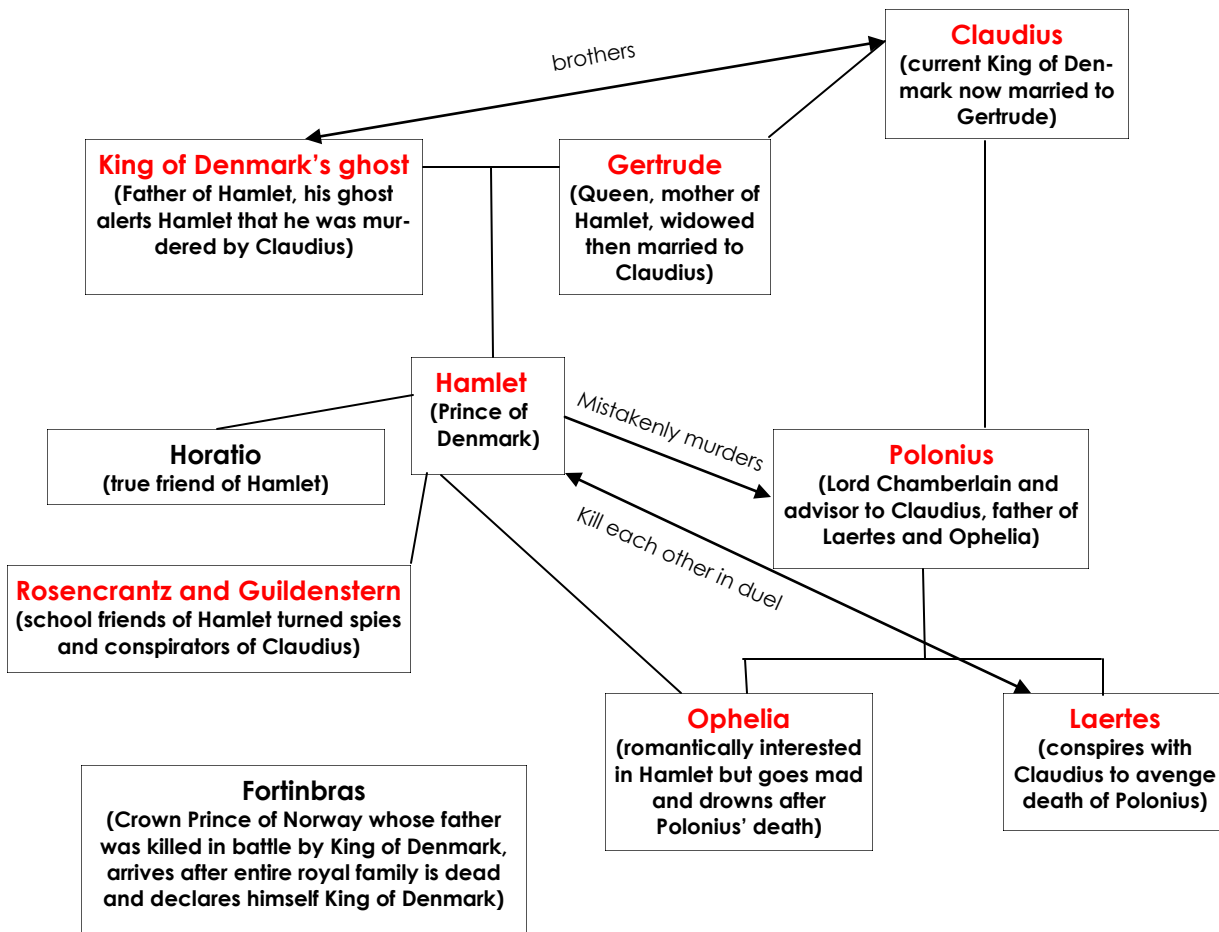 brothers
Claudius
(current King of Den-
mark now married to
Gertrude)
King of Denmark’s ghost
(Father of Hamlet, his ghost
alerts Hamlet that he was mur-
dered by Claudius)
Gertrude
(Queen, mother of
Hamlet, widowed
then married to
Claudius)
Hamlet
(Prince of
Denmark)
Mistakenly murders
Horatio
(true friend of Hamlet)
Polonius
(Lord Chamberlain and
advisor to Claudius, father of
Laertes and Ophelia)
Kill each other in duel
Rosencrantz and Guildenstern
(school friends of Hamlet turned spies
and conspirators of Claudius)
Ophelia
(romantically interested
in Hamlet but goes mad
and drowns after
Polonius’ death)
Laertes
(conspires with
Claudius to avenge
death of Polonius)
Fortinbras
(Crown Prince of Norway whose father
was killed in battle by King of Denmark,
arrives after entire royal family is dead
and declares himself King of Denmark)